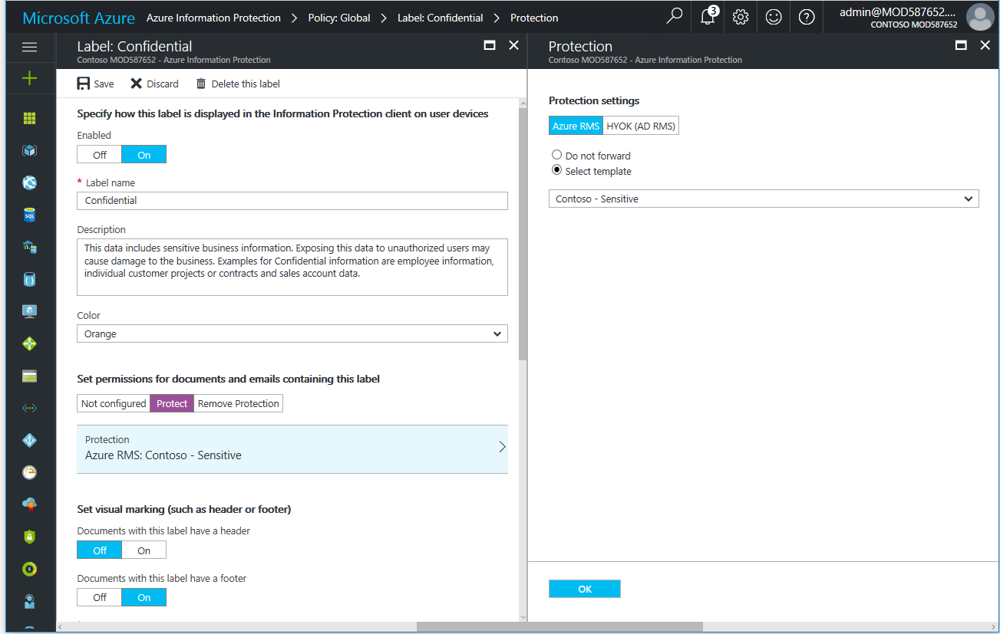 Microsoft Azure Azure Information Protection > Policy: Global > Label: Confidential > Protection
3
admin@MOD587652....
CONTOSO MOD587652
Label: Confidential
Contoso MOD587652 - Azure Information Protection
Save Discard Delete this label
Specify how this label is displayed in the Information Protection client on user devices
Enabled
Off On
* Label name
Confidential
Description
This data includes sensitive business information. Exposing this data to unauthorized users may
cause damage to the business. Examples for Confidential information are employee information,
individual customer projects or contracts and sales account data.
Color
Orange
Set permissions for documents and emails containing this label
Not configured Protect Remove Protection
Protection
Azure RMS: Contoso - Sensitive
Set visual marking (such as header or footer)
Documents with this label have a header
Off On
Documents with this label have a footer
Off On
Protection
Contoso MOD587652 - Azure Information Protection
Protection settings
Azure RMS HYOK (AD RMS)
Do not forward
Select template
Contoso - Sensitive
OK
SQL